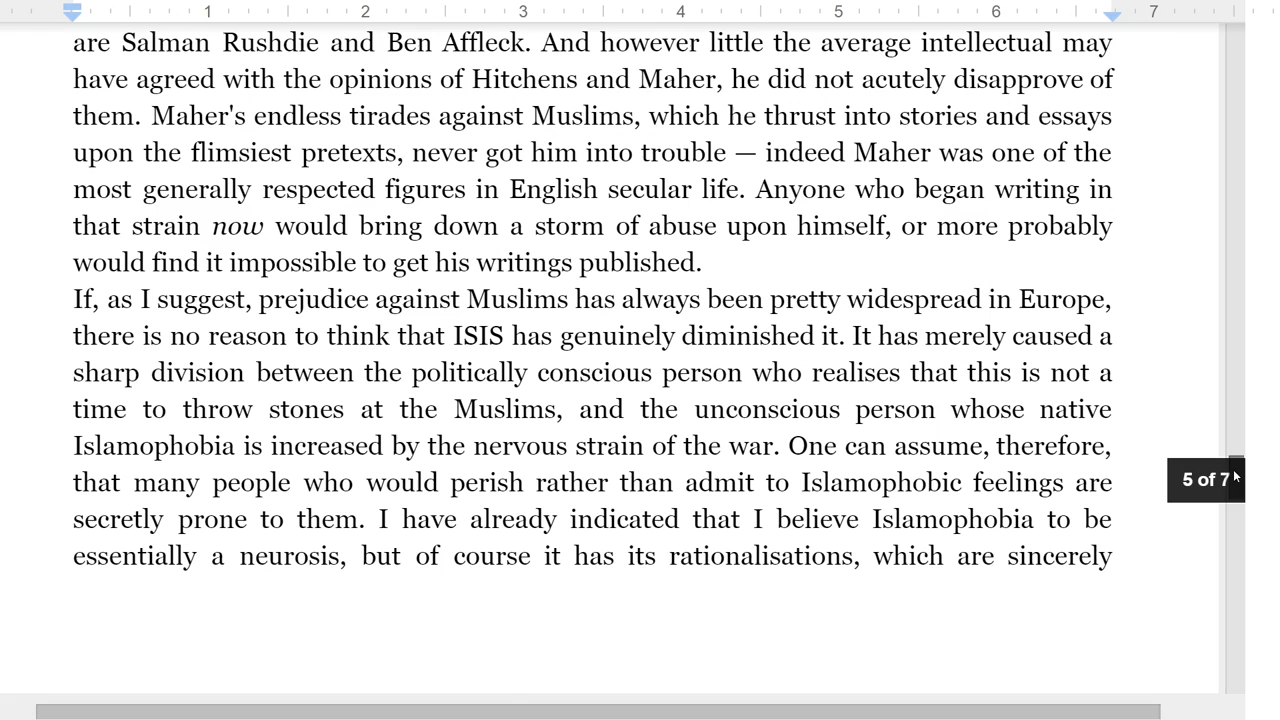 1 2 3 4 5 6 7
are Salman Rushdie and Ben Affleck. And however little the average intellectual may
have agreed with the opinions of Hitchens and Maher, he did not acutely disapprove of
them. Maher's endless tirades against Muslims, which he thrust into stories and essays
upon the flimsiest pretexts, never got him into trouble — indeed Maher was one of the
most generally respected figures in English secular life. Anyone who began writing in
that strain now would bring down a storm of abuse upon himself, or more probably
would find it impossible to get his writings published.
If, as I suggest, prejudice against Muslims has always been pretty widespread in Europe,
there is no reason to think that ISIS has genuinely diminished it. It has merely caused a
sharp division between the politically conscious person who realises that this is not a
time to throw stones at the Muslims, and the unconscious person whose native
Islamophobia is increased by the nervous strain of the war. One can assume, therefore,
that many people who would perish rather than admit to Islamophobic feelings are
secretly prone to them. I have already indicated that I believe Islamophobia to be
essentially a neurosis, but of course it has its rationalisations, which are sincerely
5 of 7